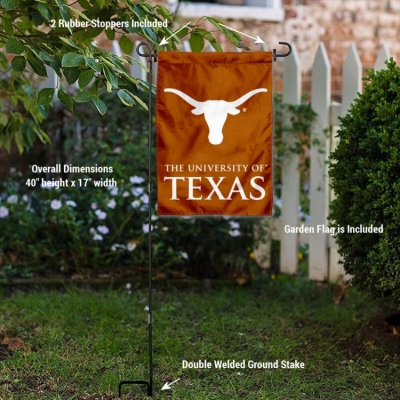 2 Rubber Stoppers Included
THE UNIVERSITY OF
TEXAS
Overall Dimensions
40" height x 17" width
Garden Flag is Included
Double Welded Ground Stake